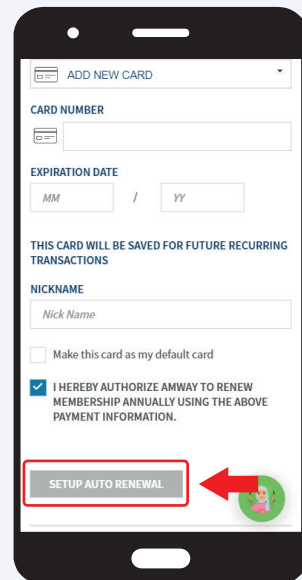 ADD NEW CARD
CARD NUMBER
EXPIRATION DATE
MM / YY
THIS CARD WILL BE SAVED FOR FUTURE RECURRING
TRANSACTIONS
NICKNAME
Nick Name
Make this card as my default card
I HEREBY AUTHORIZE AMWAY TO RENEW
MEMBERSHIP ANNUALLY USING THE ABOVE
PAYMENT INFORMATION.
SETUP AUTO RENEWAL